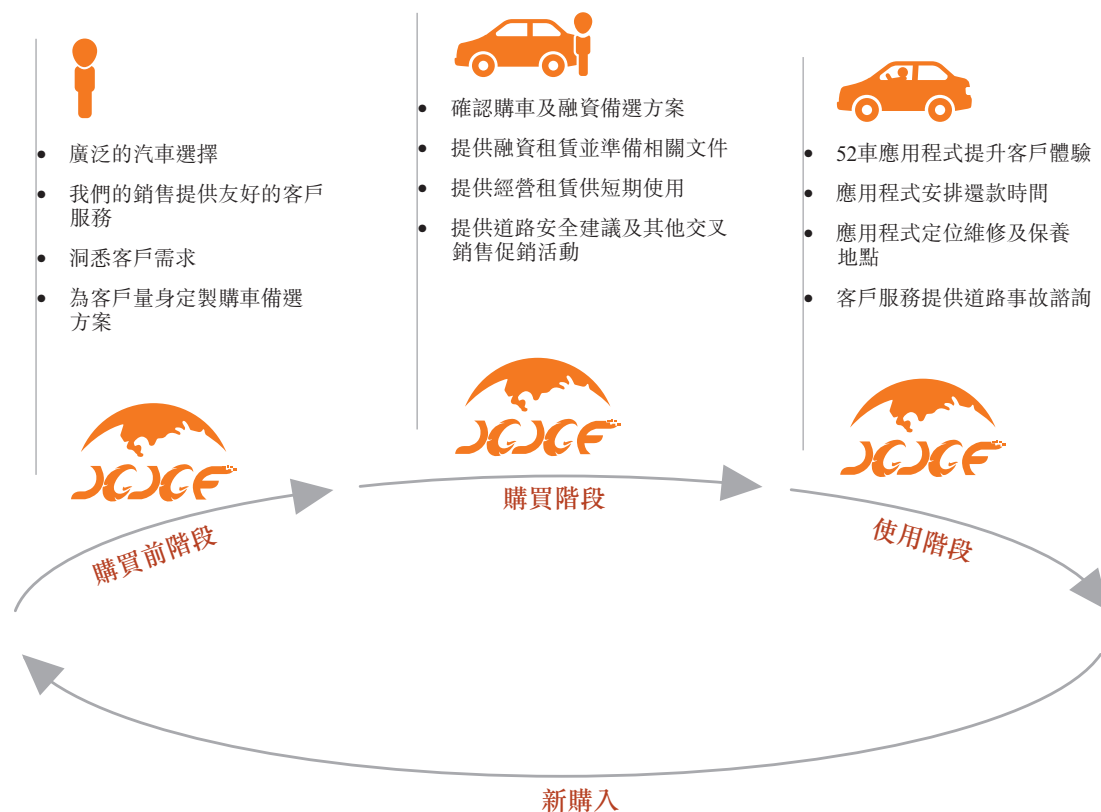 • 廣泛的汽車選擇
• 我們的銷售提供友好的客戶
服務
• 洞悉客戶需求
• 為客戶量身定製購車備選
方案
• 確認購車及融資備選方案
• 提供融資租賃並準備相關文件
• 提供經營租賃供短期使用
• 提供道路安全建議及其他交叉
銷售促銷活動
• 52車應用程式提升客戶體驗
• 應用程式安排還款時間
• 應用程式定位維修及保養
地點
• 客戶服務提供道路事故諮詢
JGJCF
JGJCF
JGJCF
購買前階段
購買階段
使用階段
新購入